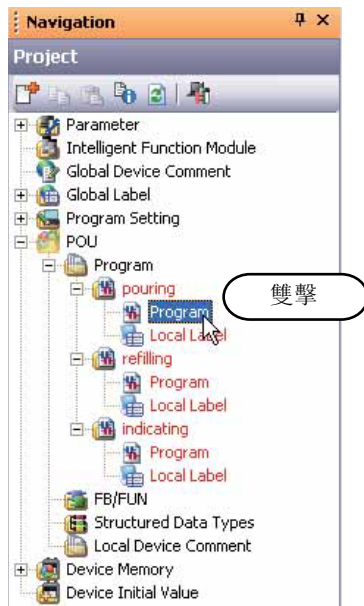 Navigation
Project
Parameter
Intelligent Function Module
Global Device Comment
Global Label
Program Setting
POU
Program
pouring
雙擊
Program
Local Label
refilling
Program
Local Label
indicating
Program
Local Label
FB/FUN
Structured Data Types
Local Device Comment
Device Memory
Device Initial Value